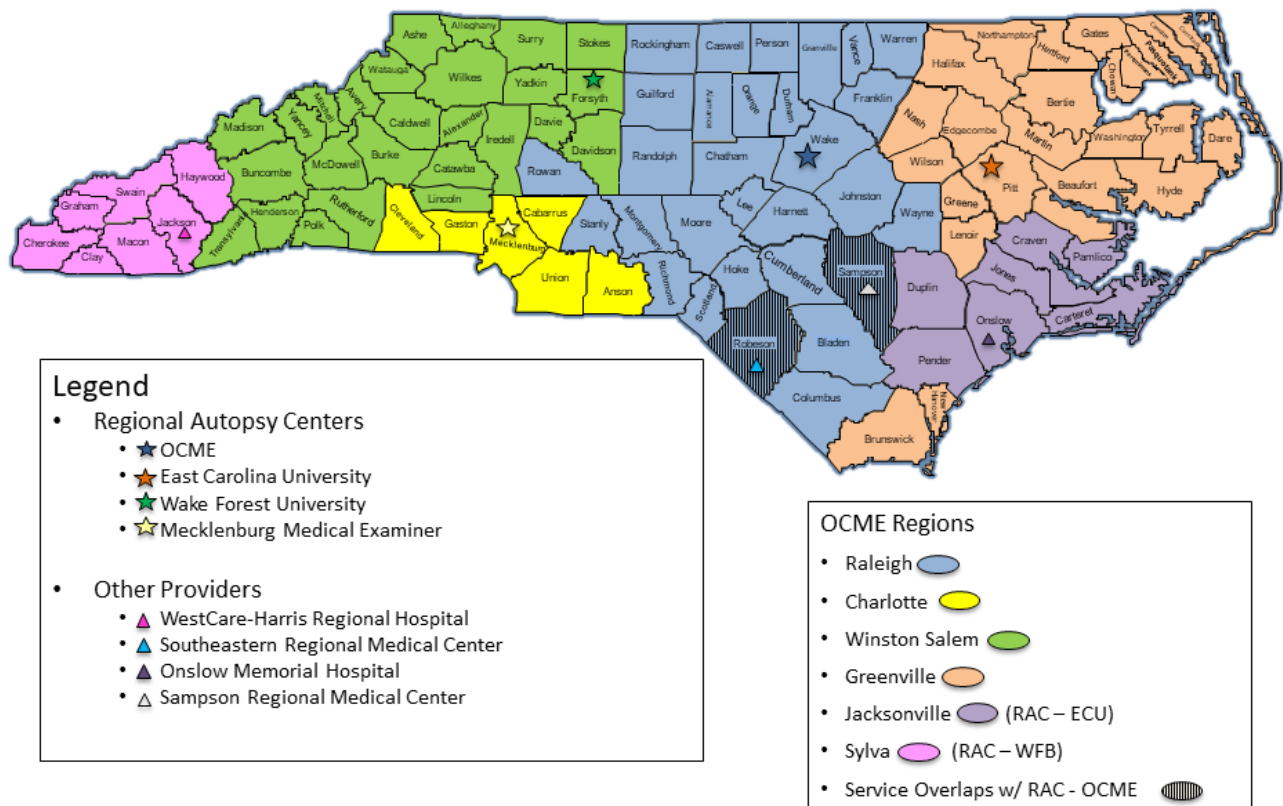 Ashe
Alleghany
Surry
Stokes
Rockingham
Caswell
Person
Granville
Vance
Warren
Northampton
Hertford
Gates
Camden
Currituck
Pasquotank
Perquimans
Chowan
Watauga
Wilkes
Yadkin
Forsyth
Guilford
Alamance
Orange
Durham
Franklin
Halifax
Bertie
Mitchell
Avery
Yancey
Madison
Caldwell
Alexander
Iredell
Davie
Davidson
Randolph
Chatham
Wake
Nash
Edgecombe
Martin
Washington
Tyrrell
Dare
Haywood
Buncombe
McDowell
Burke
Catawba
Rowan
Wilson
Pitt
Beaufort
Hyde
Swain
Graham
Jackson
Henderson
Transylvania
Polk
Rutherford
Cleveland
Lincoln
Gaston
Mecklenburg
Cabarrus
Stanly
Montgomery
Moore
Lee
Harnett
Johnston
Wayne
Greene
Lenoir
Craven
Pamlico
Cherokee
Macon
Clay
Union
Anson
Richmond
Scotland
Hoke
Cumberland
Sampson
Duplin
Jones
Onslow
Carteret
Robeson
Bladen
Pender
Columbus
Brunswick
New
Hanover
Legend
• Regional Autopsy Centers
• OCME
• East Carolina University
• Wake Forest University
• Mecklenburg Medical Examiner
• Other Providers
• WestCare-Harris Regional Hospital
• Southeastern Regional Medical Center
• Onslow Memorial Hospital
• Sampson Regional Medical Center
OCME Regions
• Raleigh
• Charlotte
• Winston Salem
• Greenville
• Jacksonville (RAC – ECU)
• Sylva (RAC – WFB)
• Service Overlaps w/ RAC - OCME